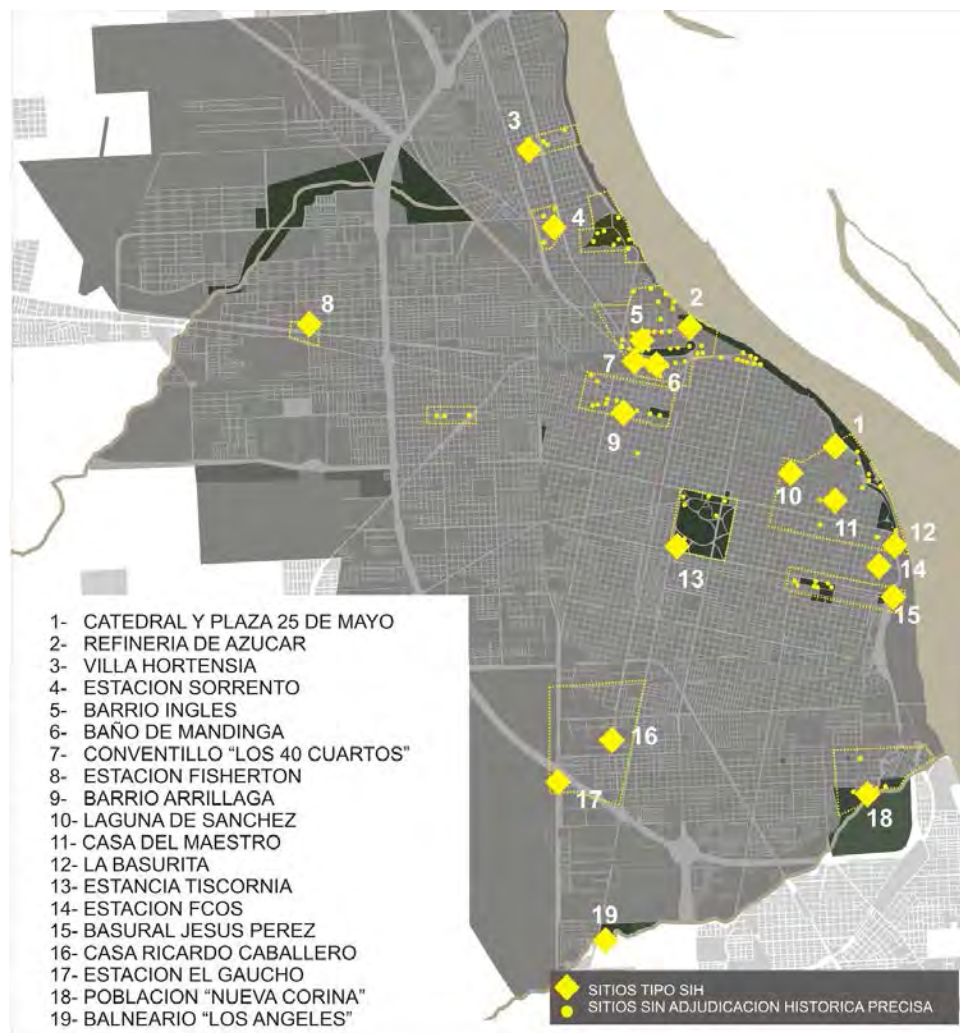 3
4
8
5
2
7
6
9
1
10
11
12
13
14
15
16
17
18
19
1- CATEDRAL Y PLAZA 25 DE MAYO
2- REFINERIA DE AZUCAR
3- VILLA HORTENSIA
4- ESTACION SORRENTO
5- BARRIO INGLES
6- BAÑO DE MANDINGA
7- CONVENTILLO “LOS 40 CUARTOS”
8- ESTACION FISHERTON
9- BARRIO ARRILLAGA
10- LAGUNA DE SANCHEZ
11- CASA DEL MAESTRO
12- LA BASURITA
13- ESTANCIA TISCORNIA
14- ESTACION FCOS
15- BASURAL JESUS PEREZ
16- CASA RICARDO CABALLERO
17- ESTACION EL GAUCHO
18- POBLACION “NUEVA CORINA”
19- BALNEARIO “LOS ANGELES”
SITIOS TIPO SIH
SITIOS SIN ADJUDICACION HISTORICA PRECISA